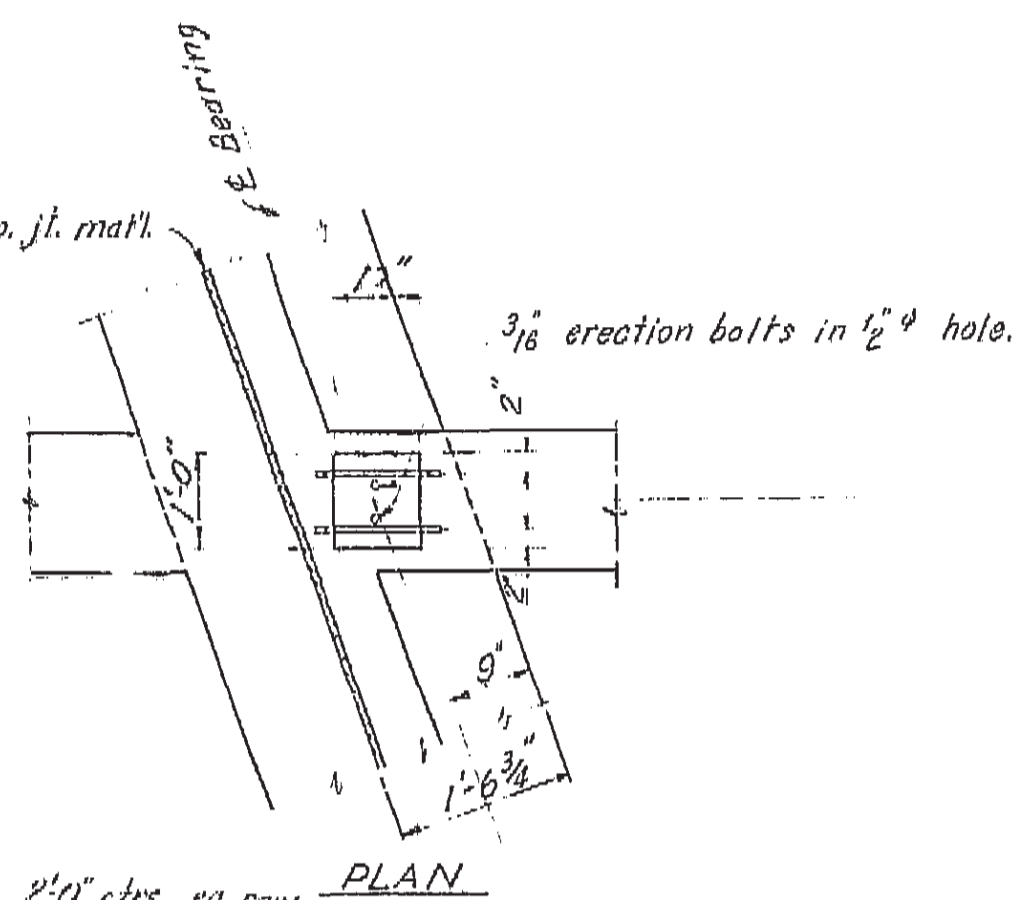 ℄ Bearing
jt. mat'l.
3/16" erection bolts in 1/2" ⌀ hole.
2"
1'-0"
2"
9"
1'-6 3/4"
PLAN
2'-0" ctrs.